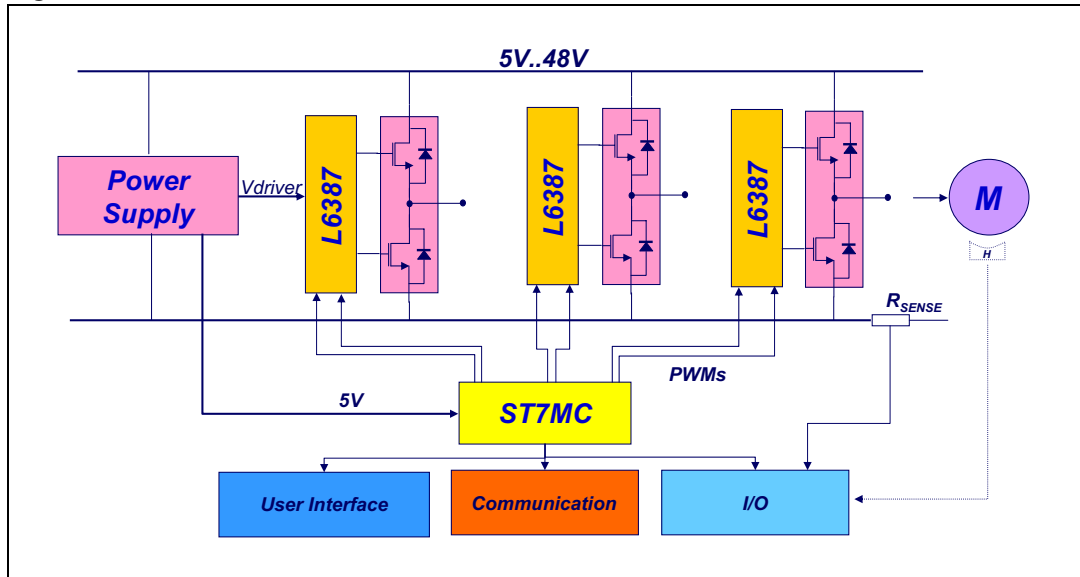 5V..48V
Power
Supply
Vdriver
L6387
L6387
L6387
M
H
RSENSE
PWMs
5V
ST7MC
User Interface
Communication
I/O